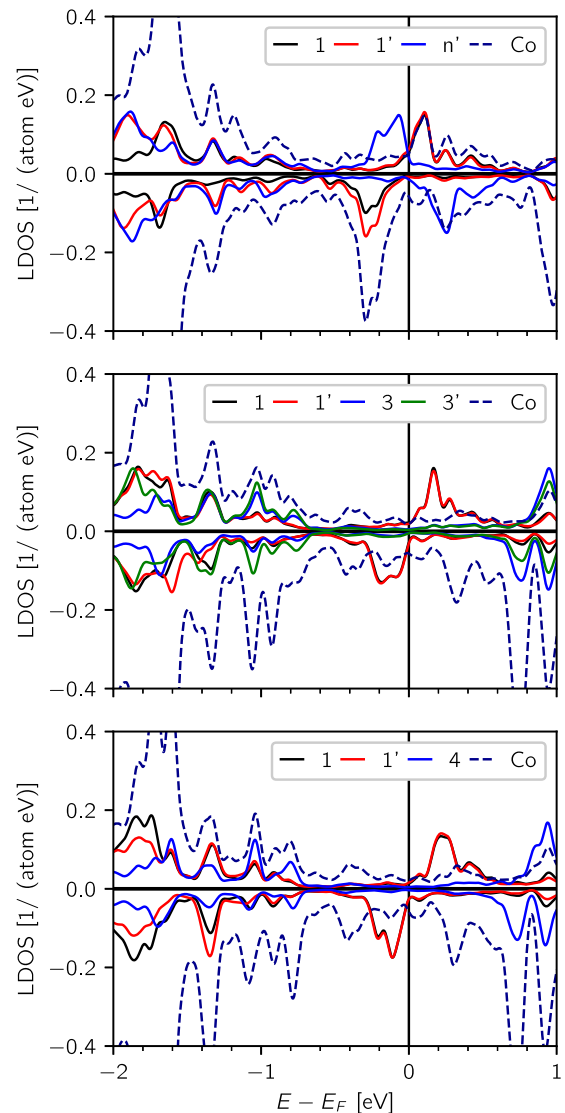 0.4
1 1' n' Co
0.2
0.0
−0.2
−0.4
LDOS [1/ (atom eV)]
0.4
1 1' 3 3' Co
0.2
0.0
−0.2
−0.4
LDOS [1/ (atom eV)]
0.4
1 1' 4 Co
0.2
0.0
−0.2
−0.4
LDOS [1/ (atom eV)]
−2 −1 0 1
E − E_F [eV]